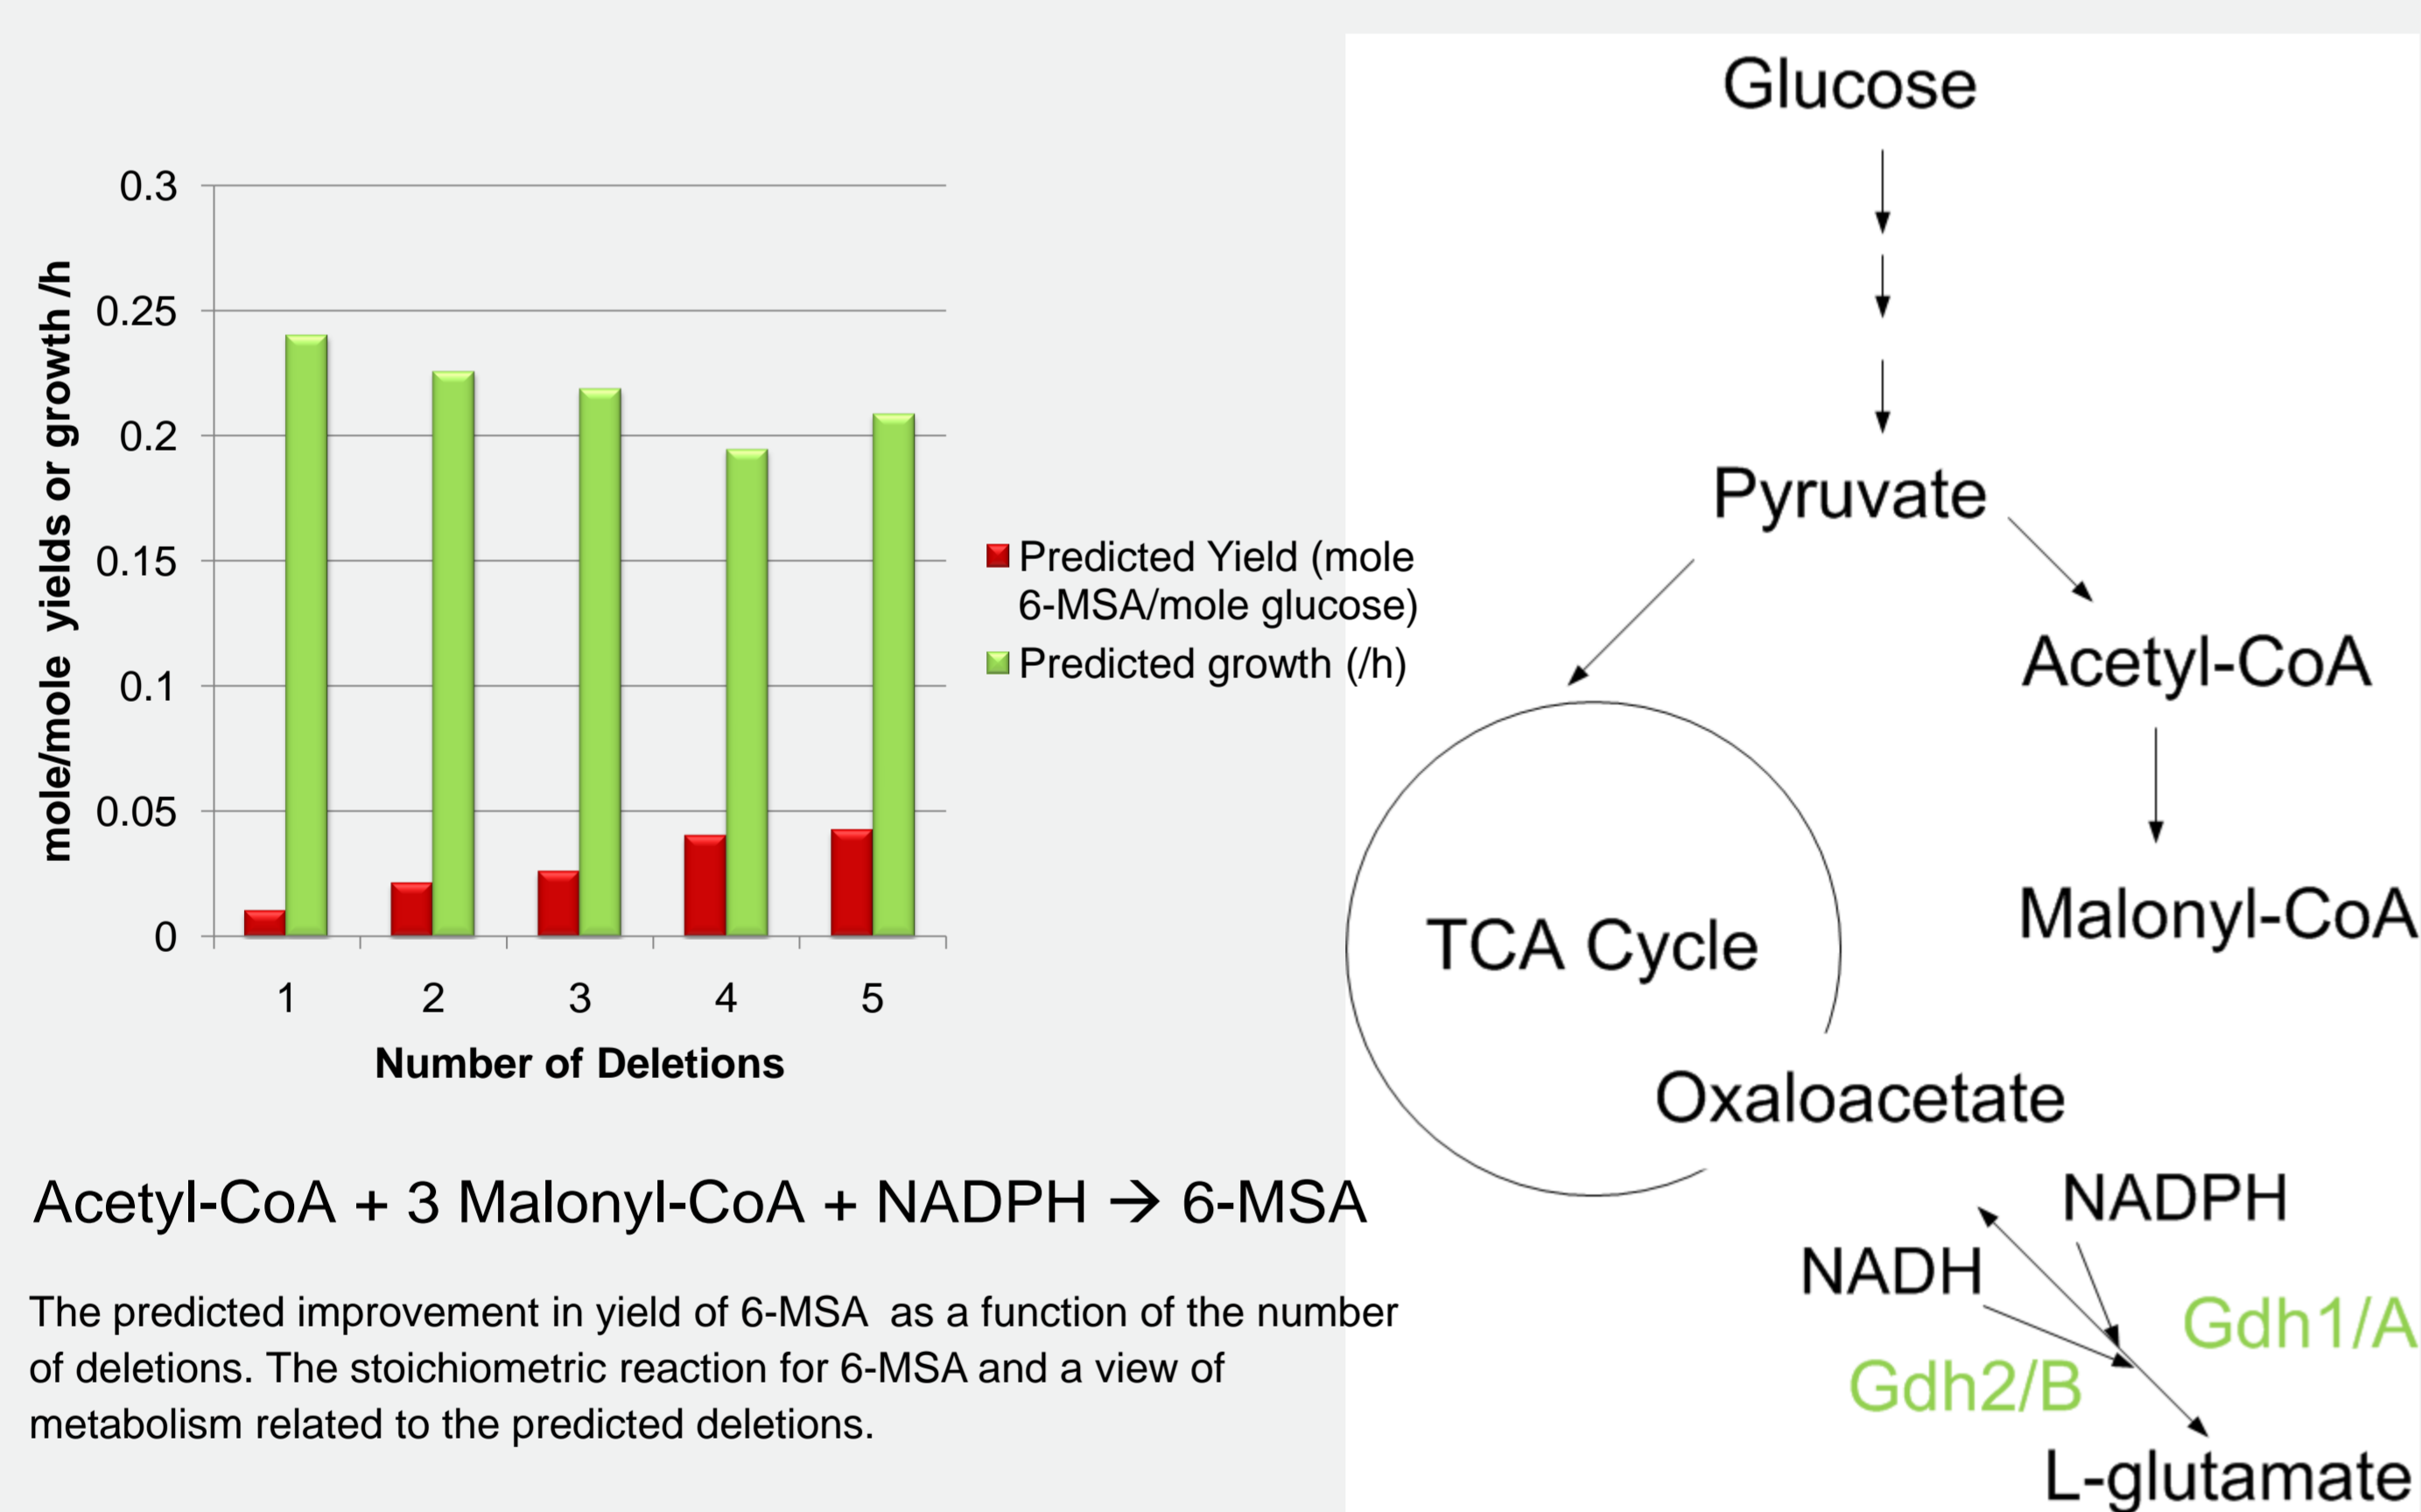 0.3
0.25
0.2
0.15
0.1
0.05
0
mole/mole yields or growth /h
1 2 3 4 5
Number of Deletions
Predicted Yield (mole
6-MSA/mole glucose)
Predicted growth (/h)
Acetyl-CoA + 3 Malonyl-CoA + NADPH → 6-MSA
The predicted improvement in yield of 6-MSA as a function of the number
of deletions. The stoichiometric reaction for 6-MSA and a view of
metabolism related to the predicted deletions.
Glucose
Pyruvate
Acetyl-CoA
Malonyl-CoA
TCA Cycle
Oxaloacetate
NADPH
NADH
Gdh1/A
Gdh2/B
L-glutamate